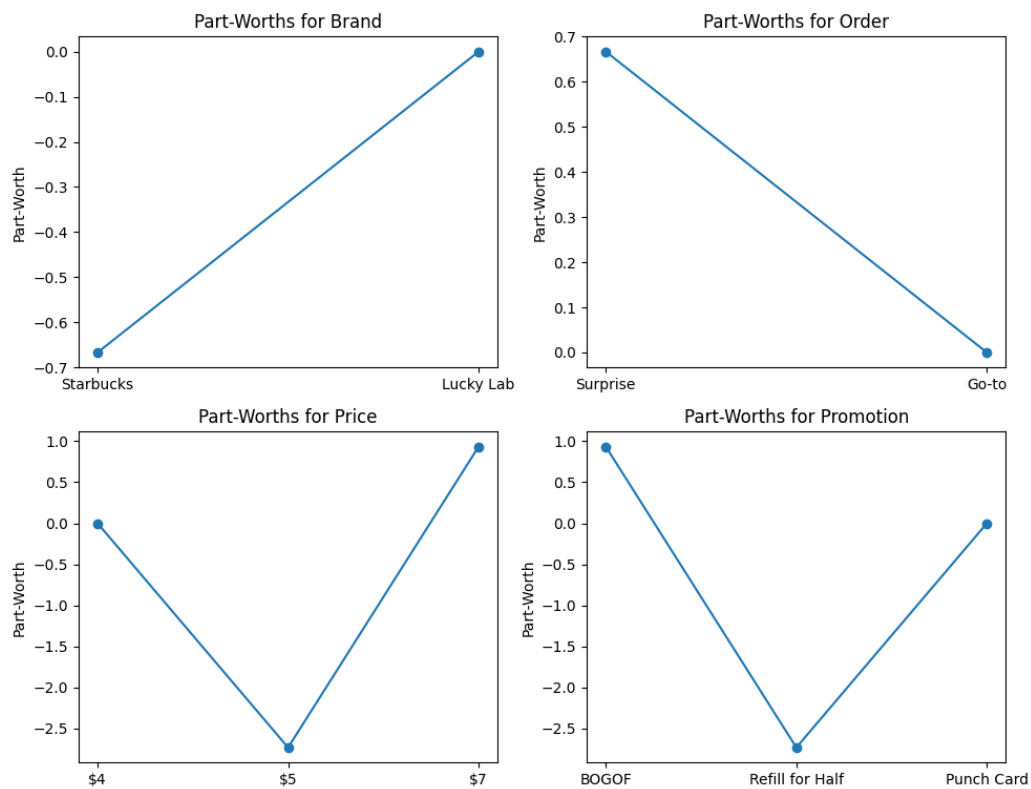 Part-Worths for Brand
Part-Worth
0.0
−0.1
−0.2
−0.3
−0.4
−0.5
−0.6
−0.7
Starbucks
Lucky Lab
Part-Worths for Order
Part-Worth
0.7
0.6
0.5
0.4
0.3
0.2
0.1
0.0
Surprise
Go-to
Part-Worths for Price
Part-Worth
1.0
0.5
0.0
−0.5
−1.0
−1.5
−2.0
−2.5
$4
$5
$7
Part-Worths for Promotion
Part-Worth
1.0
0.5
0.0
−0.5
−1.0
−1.5
−2.0
−2.5
BOGOF
Refill for Half
Punch Card